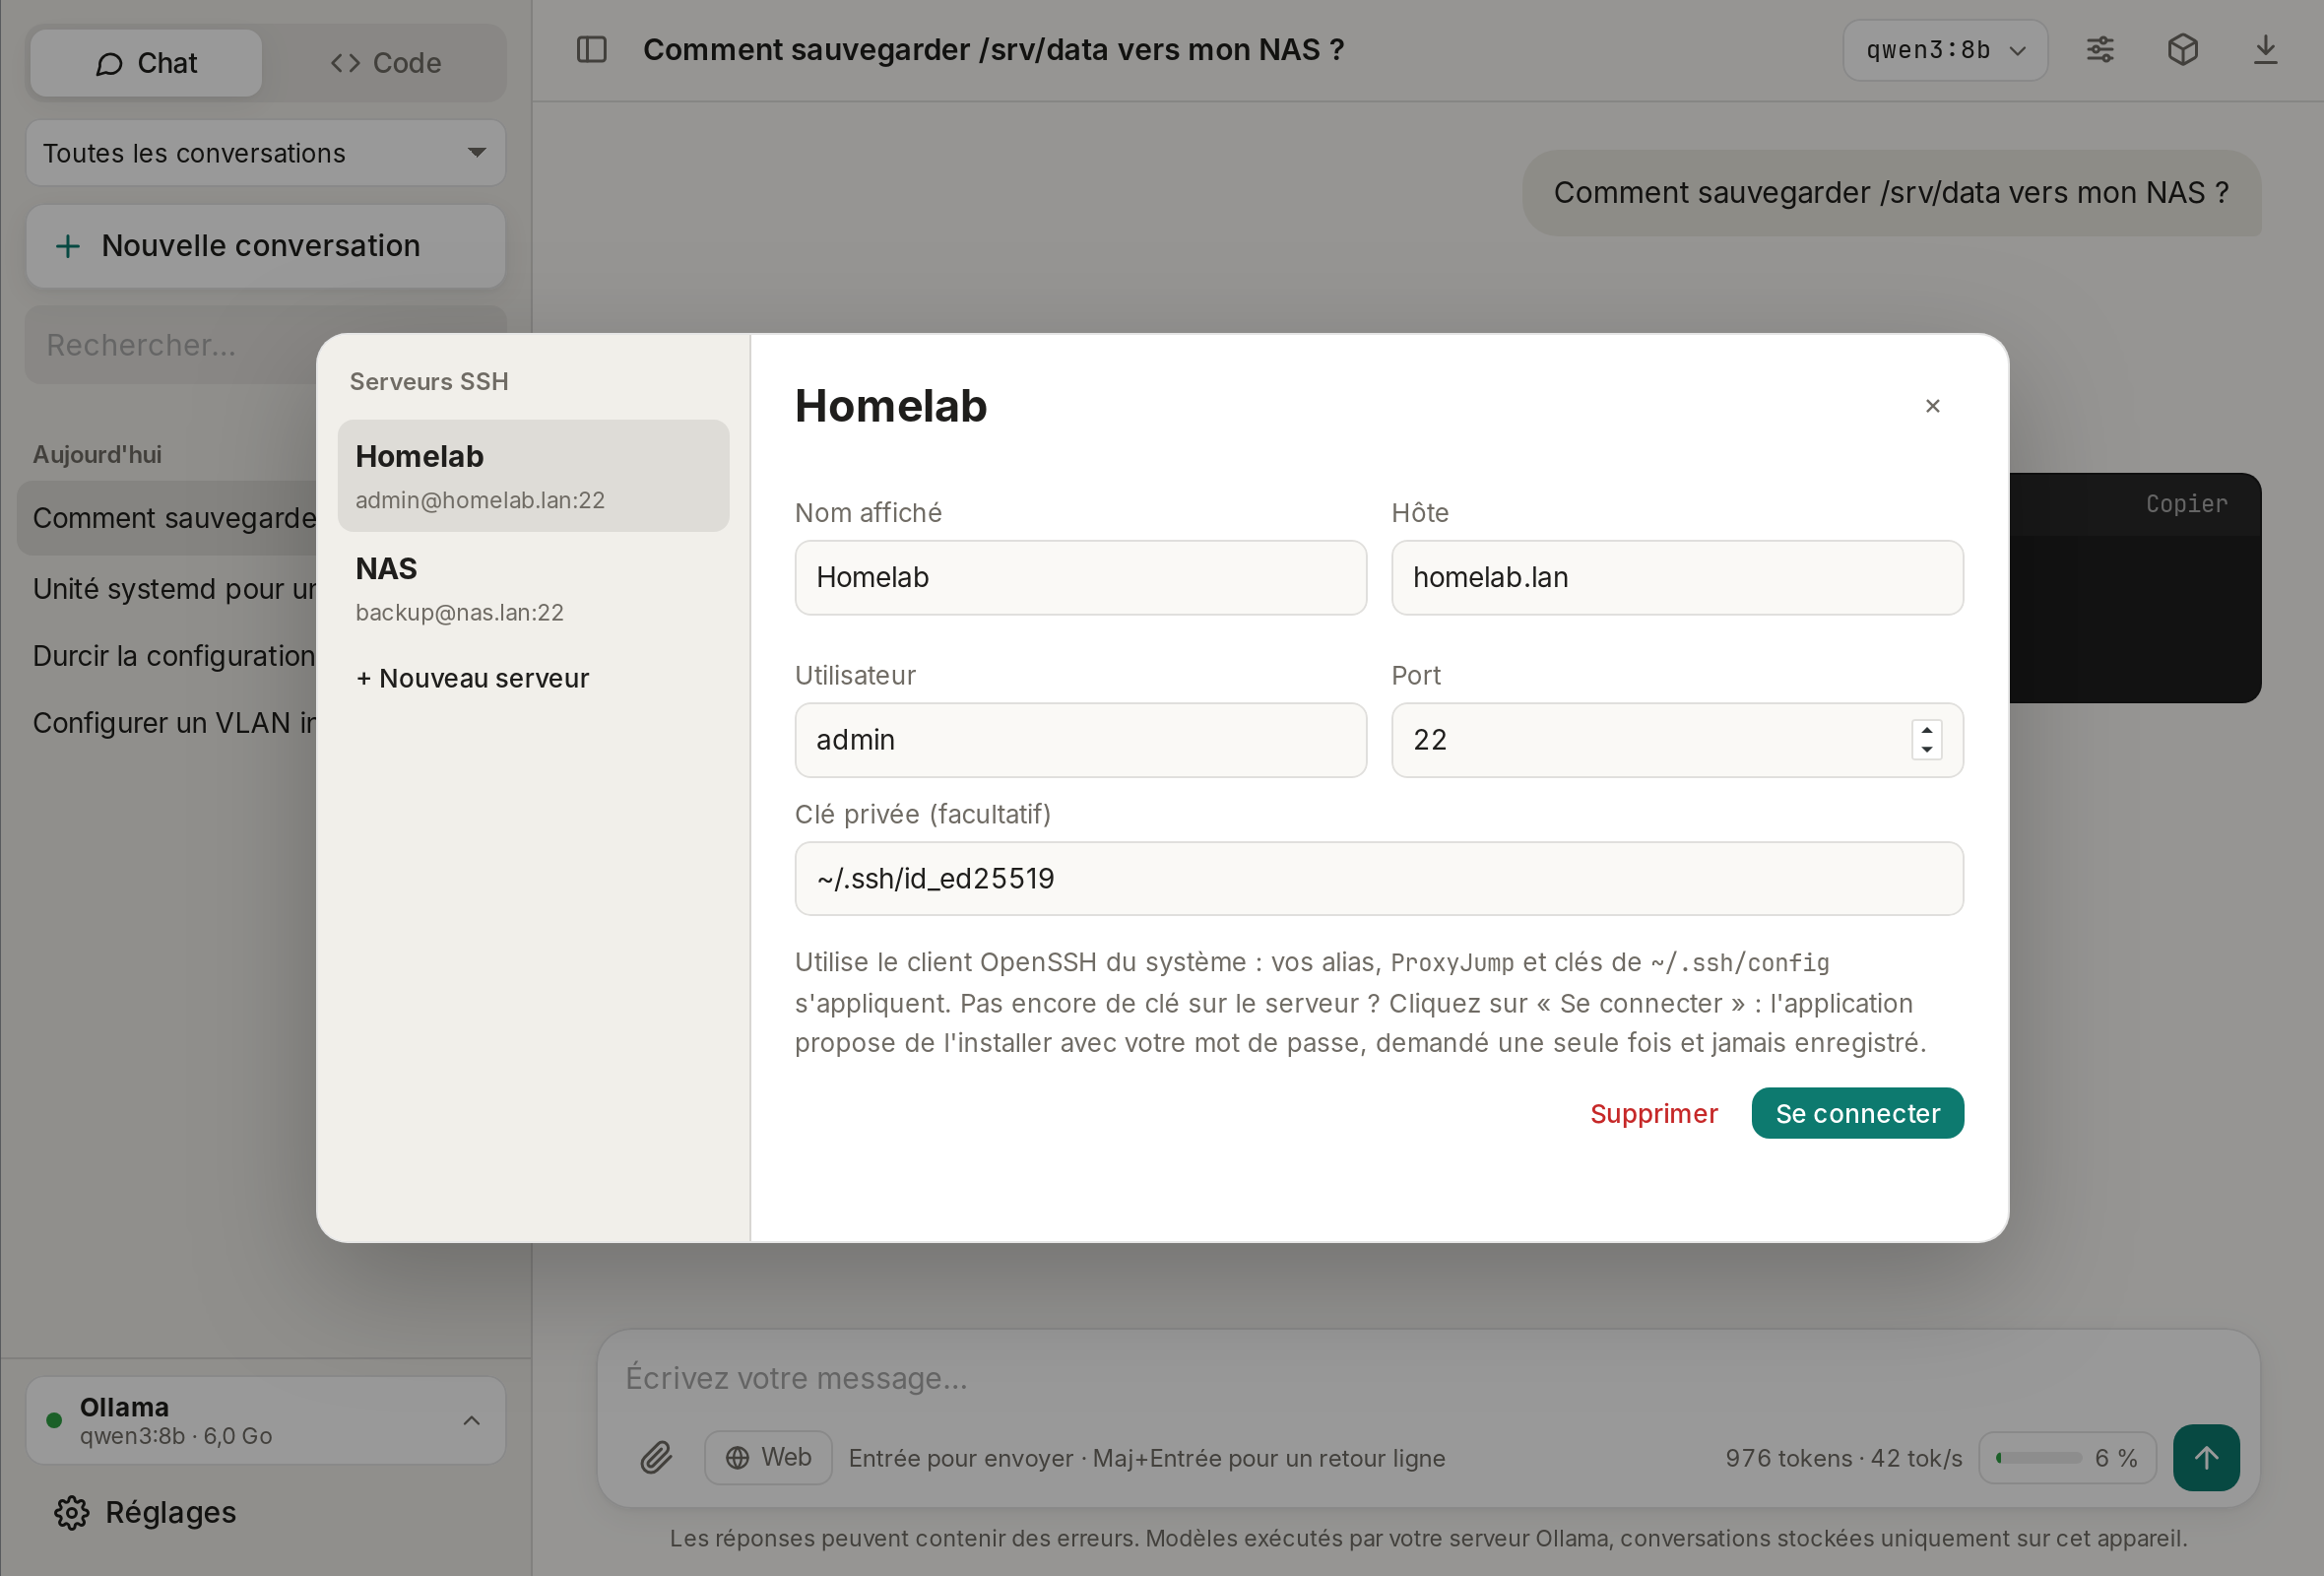 Chat
Code
Toutes les conversations
Nouvelle conversation
Rechercher...
Aujourd'hui
Comment sauvegarde
Unité systemd pour
Durcir la configuration
Configurer un VLAN
Comment sauvegarder /srv/data vers mon NAS ?
qwen3:8b
Comment sauvegarder /srv/data vers mon NAS ?
Copier
Serveurs SSH
Homelab
admin@homelab.lan:22
NAS
backup@nas.lan:22
+ Nouveau serveur
Homelab
×
Nom affiché
Hôte
Homelab
homelab.lan
Utilisateur
Port
admin
22
Clé privée (facultatif)
~/.ssh/id_ed25519
Utilise le client OpenSSH du système : vos alias, ProxyJump et clés de ~/.ssh/config
s'appliquent. Pas encore de clé sur le serveur ? Cliquez sur « Se connecter » : l'application
propose de l'installer avec votre mot de passe, demandé une seule fois et jamais enregistré.
Supprimer
Se connecter
Ollama
qwen3:8b · 6,0 Go
Réglages
Écrivez votre message...
Web
Entrée pour envoyer · Maj+Entrée pour un retour ligne
976 tokens · 42 tok/s
6 %
Les réponses peuvent contenir des erreurs. Modèles exécutés par votre serveur Ollama, conversations stockées uniquement sur cet appareil.